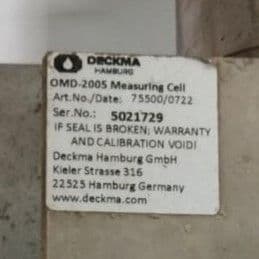 DECKMA
HAMBURG
OMD-2005 Measuring Cell
Art.No./Date: 75500/0722
Ser.No.: 5021729
IF SEAL IS BROKEN; WARRANTY
AND CALIBRATION VOID!
Deckma Hamburg GmbH
Kieler Strasse 316
22525 Hamburg Germany
www.deckma.com